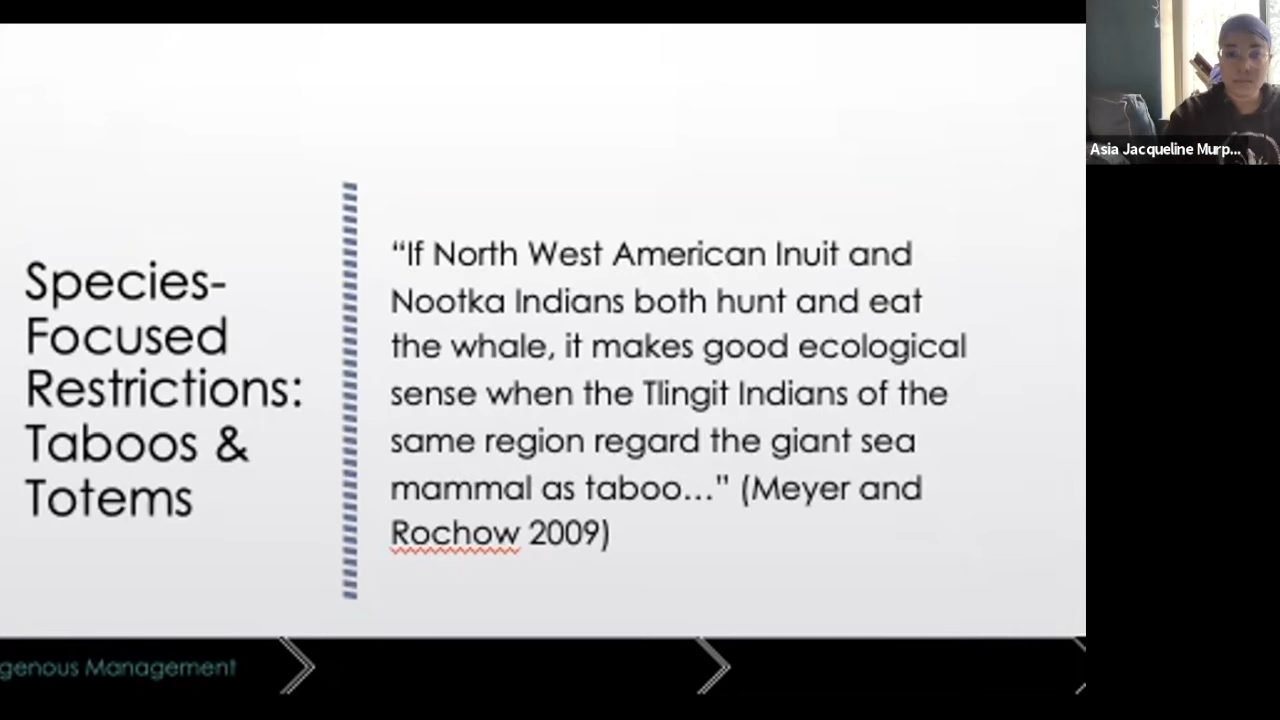 Species-
Focused
Restrictions:
Taboos &
Totems
“If North West American Inuit and
Nootka Indians both hunt and eat
the whale, it makes good ecological
sense when the Tlingit Indians of the
same region regard the giant sea
mammal as taboo…” (Meyer and
Rochow 2009)
genous Management
Asia Jacqueline Murp...